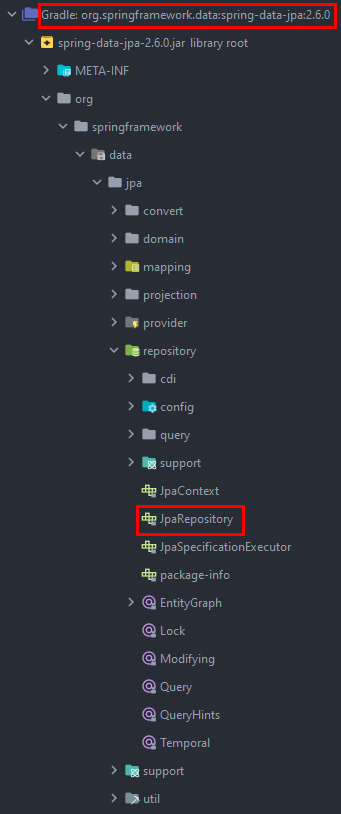 Gradle: org.springframework.data:spring-data-jpa:2.6.0
spring-data-jpa-2.6.0.jar library root
META-INF
org
springframework
data
jpa
convert
domain
mapping
projection
provider
repository
cdi
config
query
support
JpaContext
JpaRepository
JpaSpecificationExecutor
package-info
EntityGraph
Lock
Modifying
Query
QueryHints
Temporal
support
util